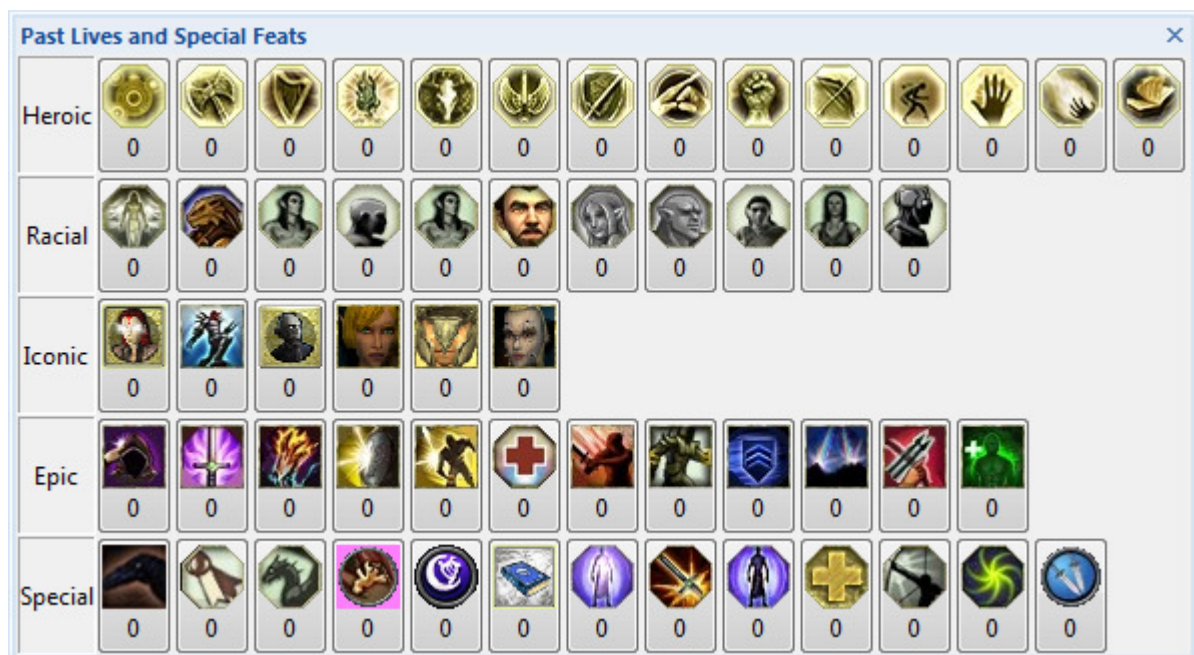 Past Lives and Special Feats
Heroic
0 0 0 0 0 0 0 0 0 0 0 0 0 0
Racial
0 0 0 0 0 0 0 0 0 0 0
Iconic
0 0 0 0 0 0
Epic
0 0 0 0 0 0 0 0 0 0 0 0
Special
0 0 0 0 0 0 0 0 0 0 0 0 0